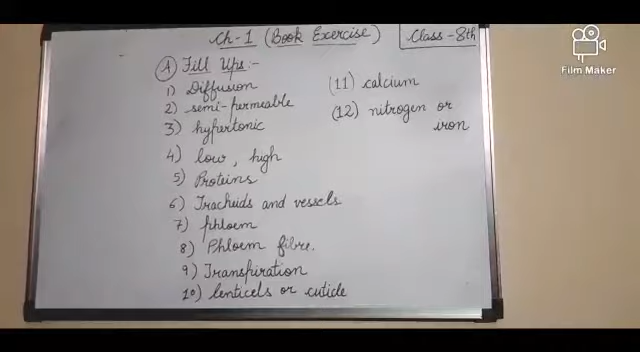 Ch-1 (Book Exercise)
Class-8th
Film Maker
(A) Fill Ups:-
1) Diffusion
2) semi-permeable
3) hypertonic
4) low, high
5) Proteins
6) Tracheids and vessels
7) phloem
8) Phloem fibre.
9) Transpiration
10) lenticels or cuticle
(11) calcium
(12) nitrogen or
iron